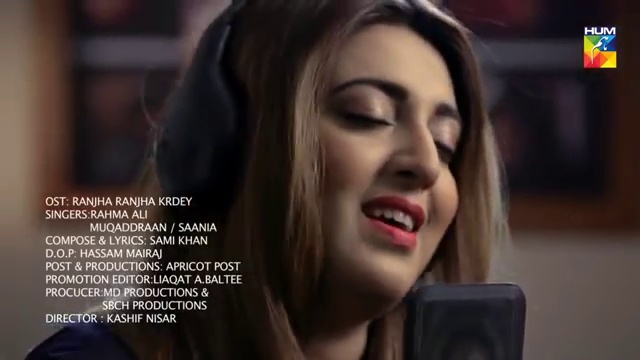 HUM
OST: RANJHA RANJHA KRDEY
SINGERS:RAHMA ALI
MUQADDRAAN / SAANIA
COMPOSE & LYRICS: SAMI KHAN
D.O.P: HASSAM MAIRAJ
POST & PRODUCTIONS: APRICOT POST
PROMOTION EDITOR:LIAQAT A.BALTEE
PROCUCER:MD PRODUCTIONS &
SBCH PRODUCTIONS
DIRECTOR : KASHIF NISAR